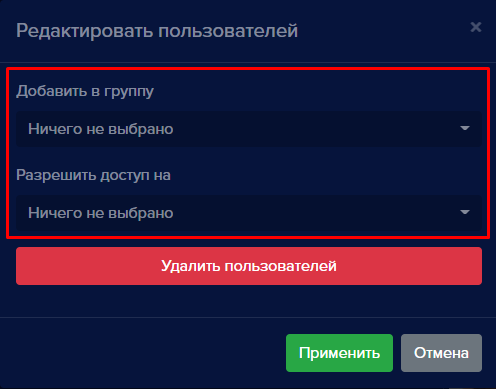 Редактировать пользователей
×
Добавить в группу
Ничего не выбрано
Разрешить доступ на
Ничего не выбрано
Удалить пользователей
Применить Отмена